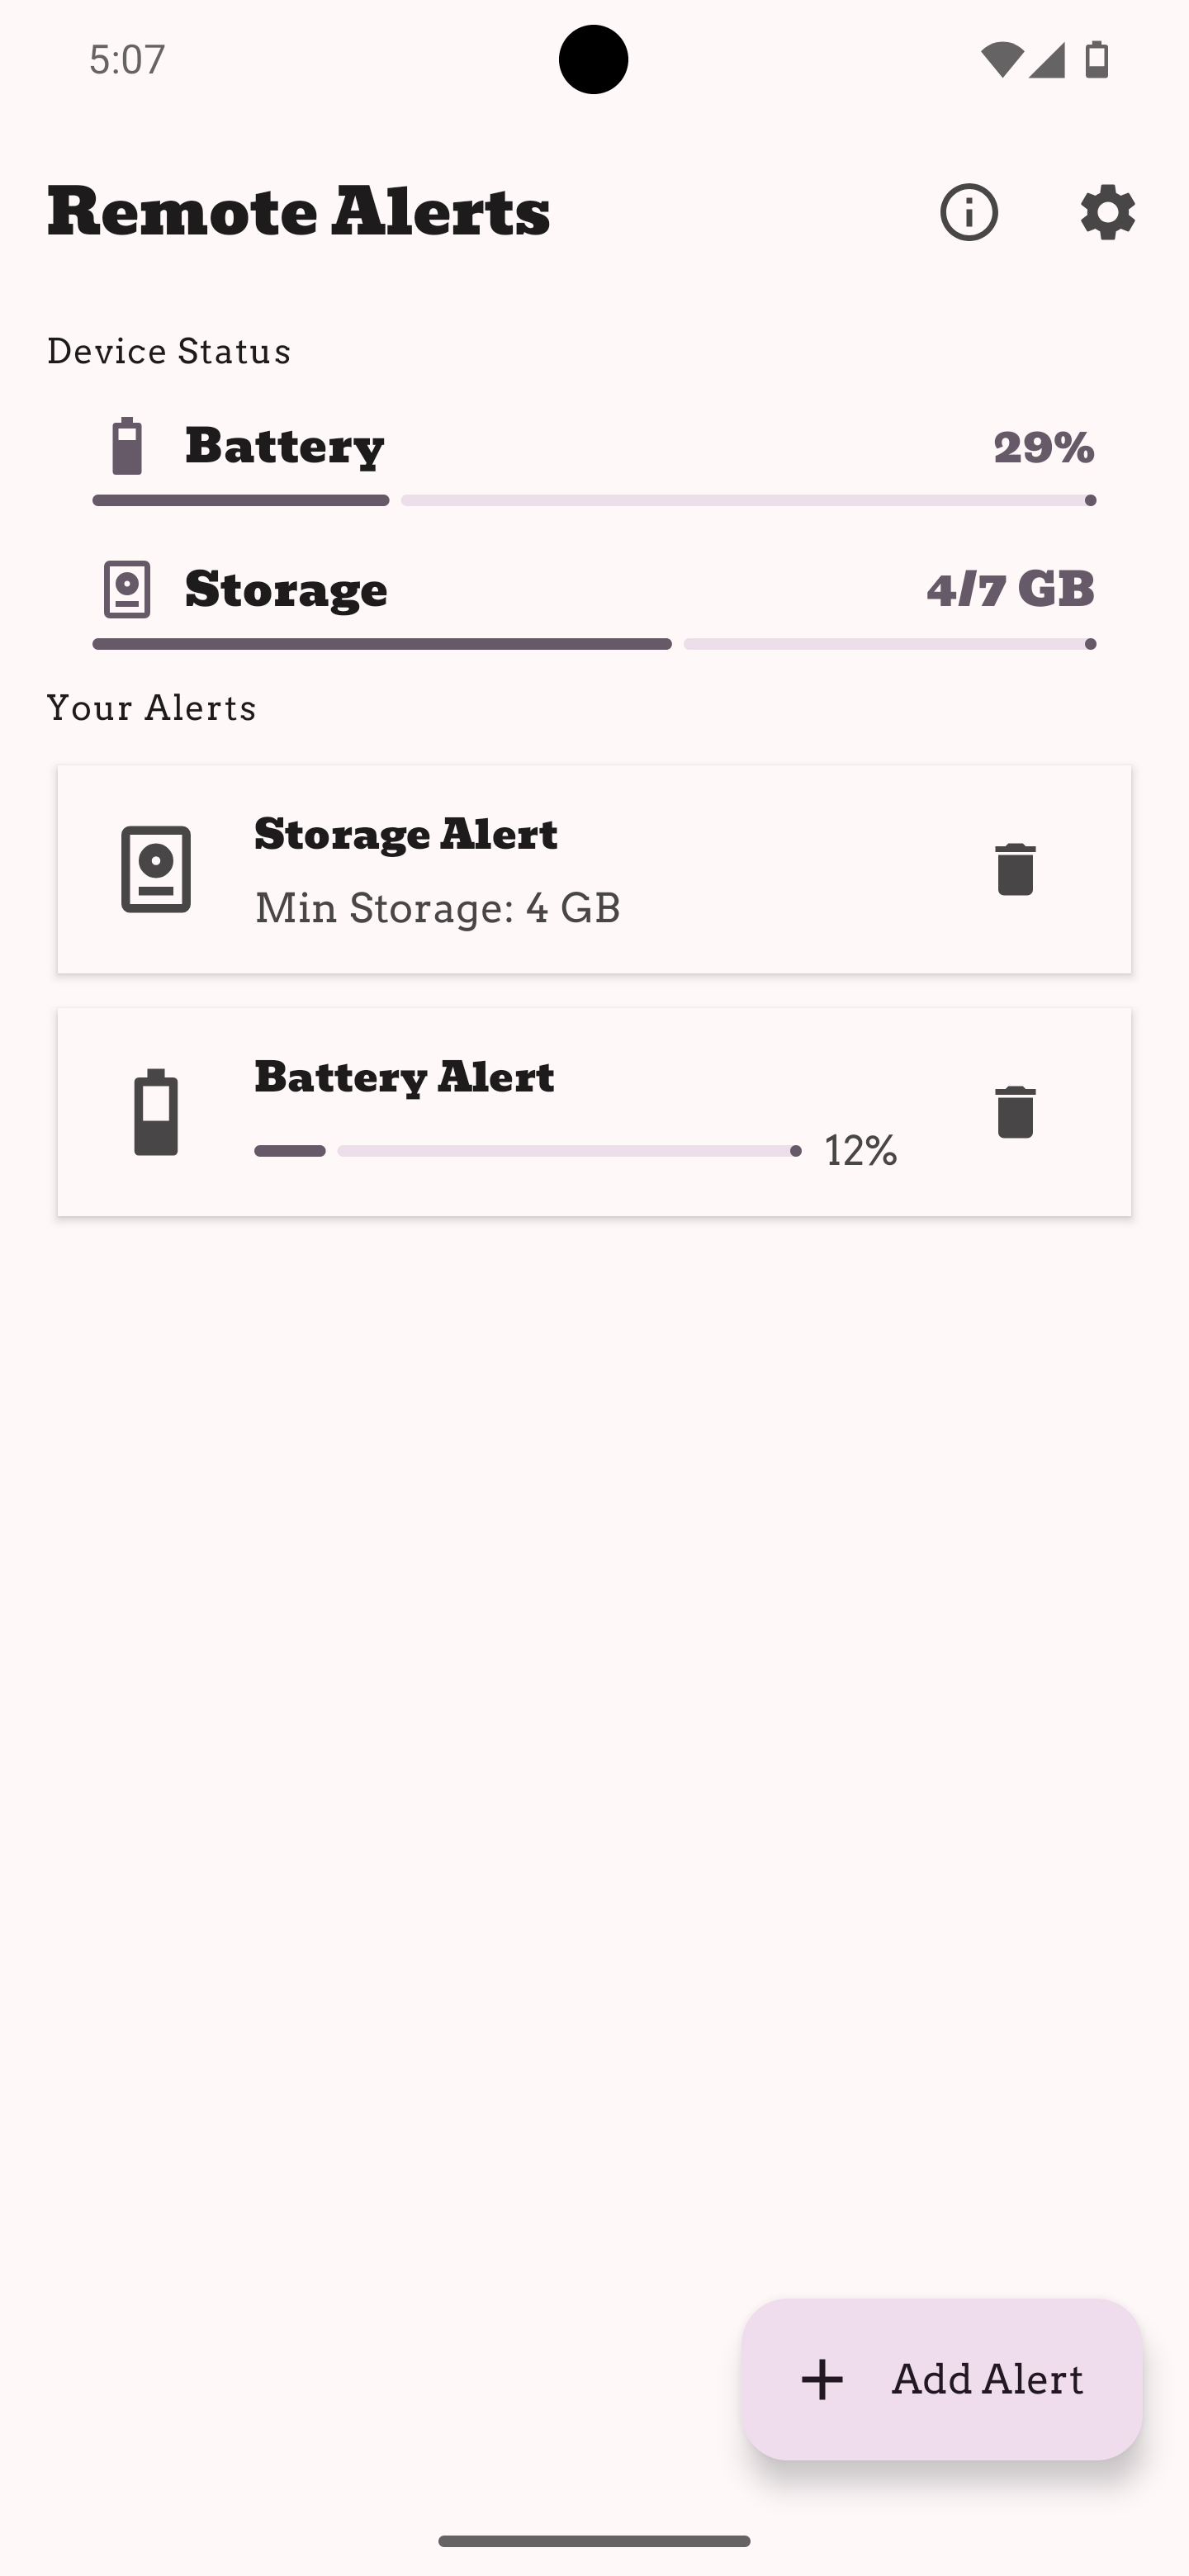 5:07
Remote Alerts
Device Status
Battery 29%
Storage 4/7 GB
Your Alerts
Storage Alert
Min Storage: 4 GB
Battery Alert
12%
Add Alert